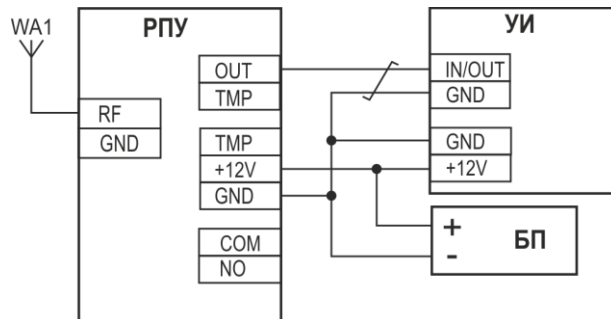 WA1
РПУ
RF
GND
OUT
TMP
TMP
+12V
GND
COM
NO
УИ
IN/OUT
GND
GND
+12V
+
-
БП